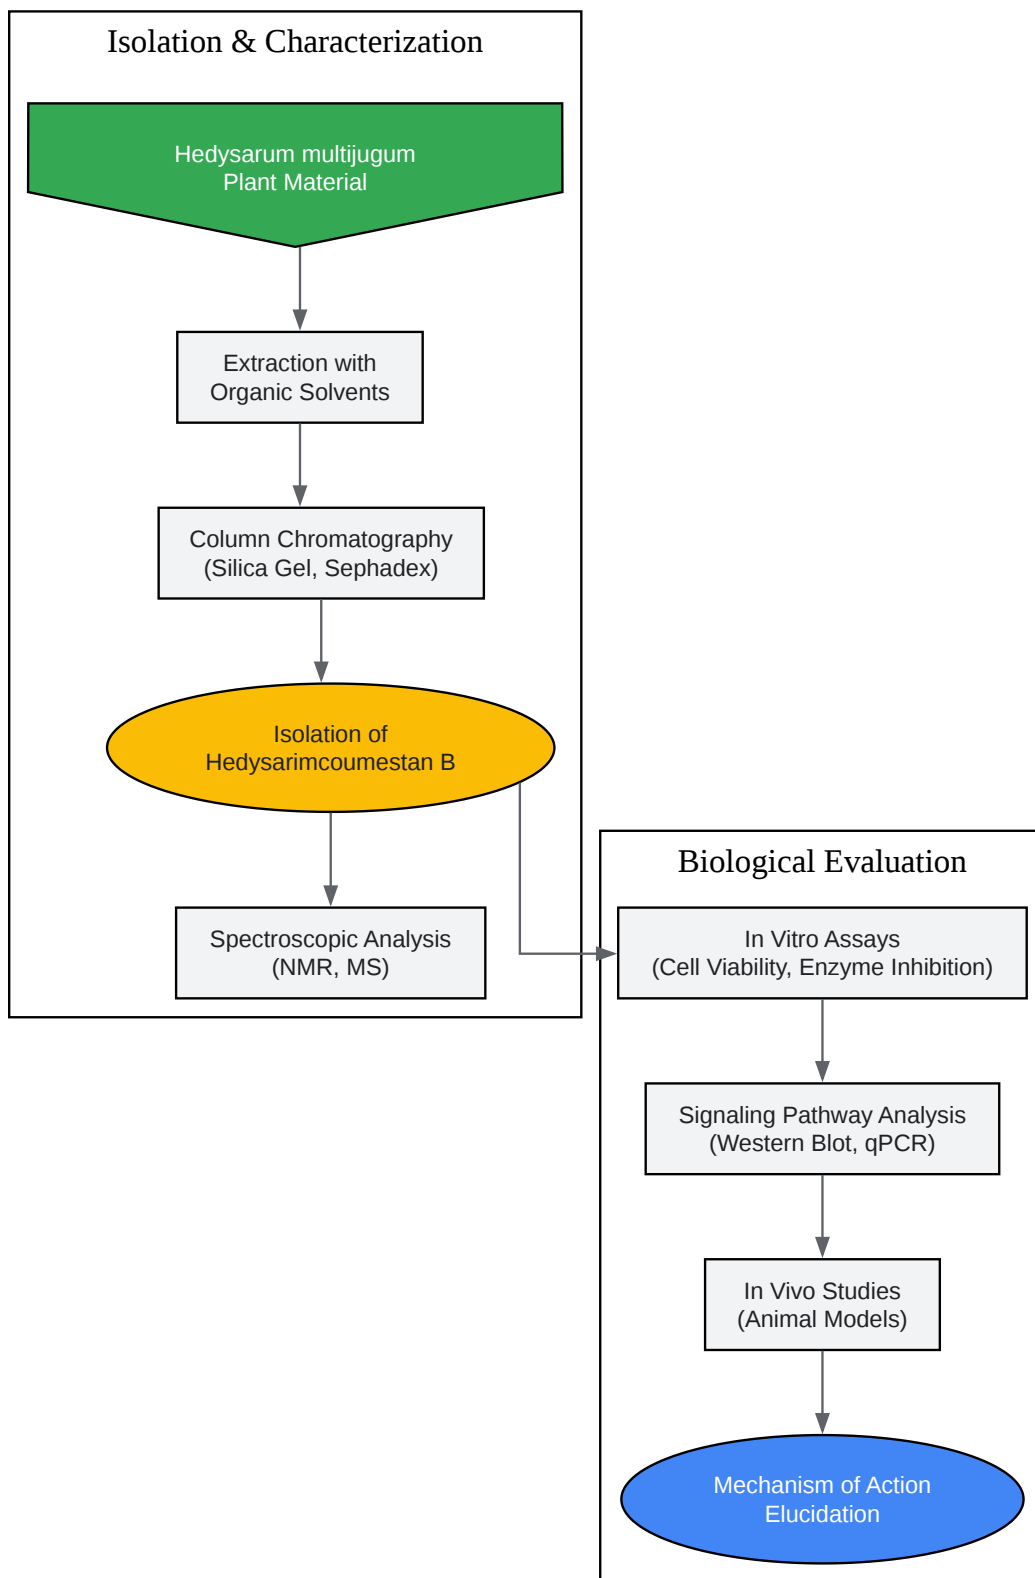 Isolation & Characterization
Hedysarum multijugum
Plant Material
Extraction with
Organic Solvents
Column Chromatography
(Silica Gel, Sephadex)
Isolation of
Hedysarimcoumestan B
Spectroscopic Analysis
(NMR, MS)
Biological Evaluation
In Vitro Assays
(Cell Viability, Enzyme Inhibition)
Signaling Pathway Analysis
(Western Blot, qPCR)
In Vivo Studies
(Animal Models)
Mechanism of Action
Elucidation